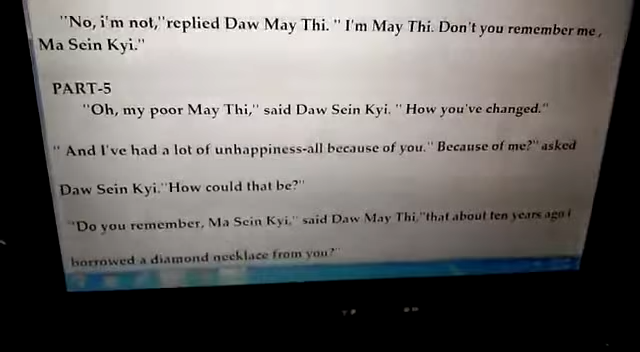 "No, i'm not,"replied Daw May Thi. " I'm May Thi. Don't you remember me,
Ma Sein Kyi."
PART-5
"Oh, my poor May Thi," said Daw Sein Kyi. " How you've changed."
" And I've had a lot of unhappiness-all because of you." Because of me?" asked
Daw Sein Kyi."How could that be?"
"Do you remember, Ma Sein Kyi," said Daw May Thi,"that about ten years ago i
borrowed a diamond necklace from you?"